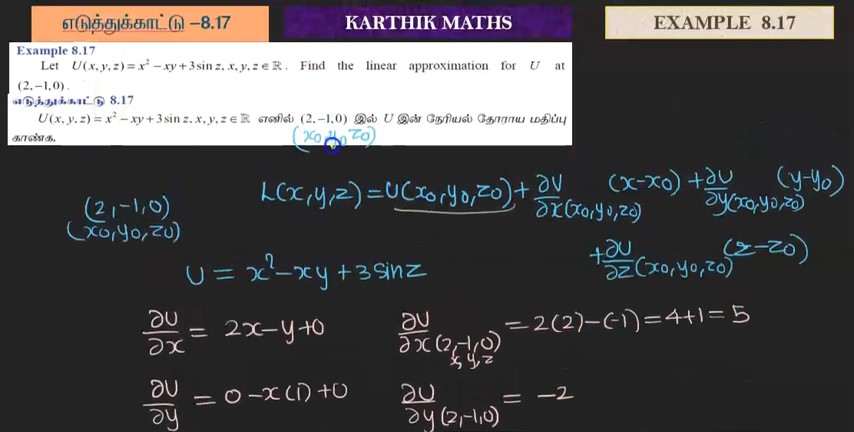 எடுத்துக்காட்டு –8.17
KARTHIK MATHS
EXAMPLE 8.17
Example 8.17
Let U(x, y, z) = x² − xy + 3 sin z, x, y, z ∈ ℝ. Find the linear approximation for U at
(2, −1, 0).
எடுத்துக்காட்டு 8.17
U(x, y, z) = x² − xy + 3 sin z, x, y, z ∈ ℝ எனில் (2, −1, 0) இல் U இன் நேரியல் தோராய மதிப்பு
காண்க.
(x0, y0, z0)
L(x,y,z) = U(x0,y0,z0) + ∂U/∂x(x0,y0,z0) (x-x0) + ∂U/∂y(x0,y0,z0) (y-y0)
+ ∂U/∂z(x0,y0,z0) (z-z0)
(2,-1,0)
(x0,y0,z0)
U = x² - xy + 3 sin z
∂U/∂x = 2x-y+0
∂U/∂x(2,-1,0) = 2(2)-(-1) = 4+1 = 5
x, y, z
∂U/∂y = 0-x(1)+0
∂U/∂y(2,-1,0) = -2